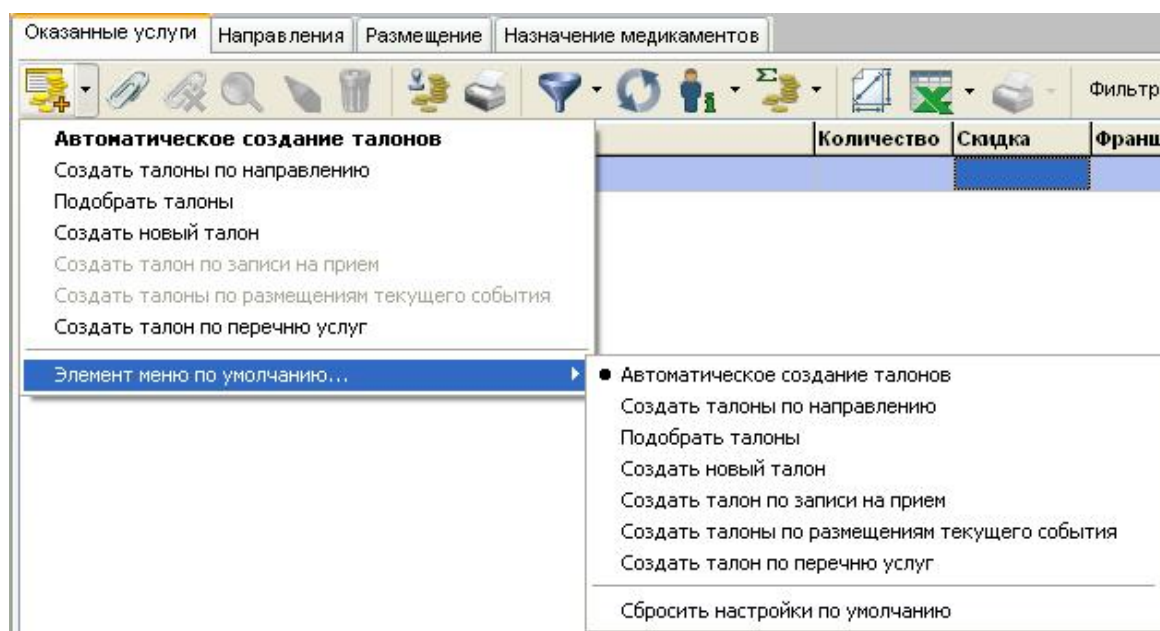 Оказанные услуги Направления Размещение Назначение медикаментов
Фильтр
Автоматическое создание талонов
Количество Скидка Франш
Создать талоны по направлению
Подобрать талоны
Создать новый талон
Создать талон по записи на прием
Создать талоны по размещениям текущего события
Создать талон по перечню услуг
Элемент меню по умолчанию...
Автоматическое создание талонов
Создать талоны по направлению
Подобрать талоны
Создать новый талон
Создать талон по записи на прием
Создать талоны по размещениям текущего события
Создать талон по перечню услуг
Сбросить настройки по умолчанию